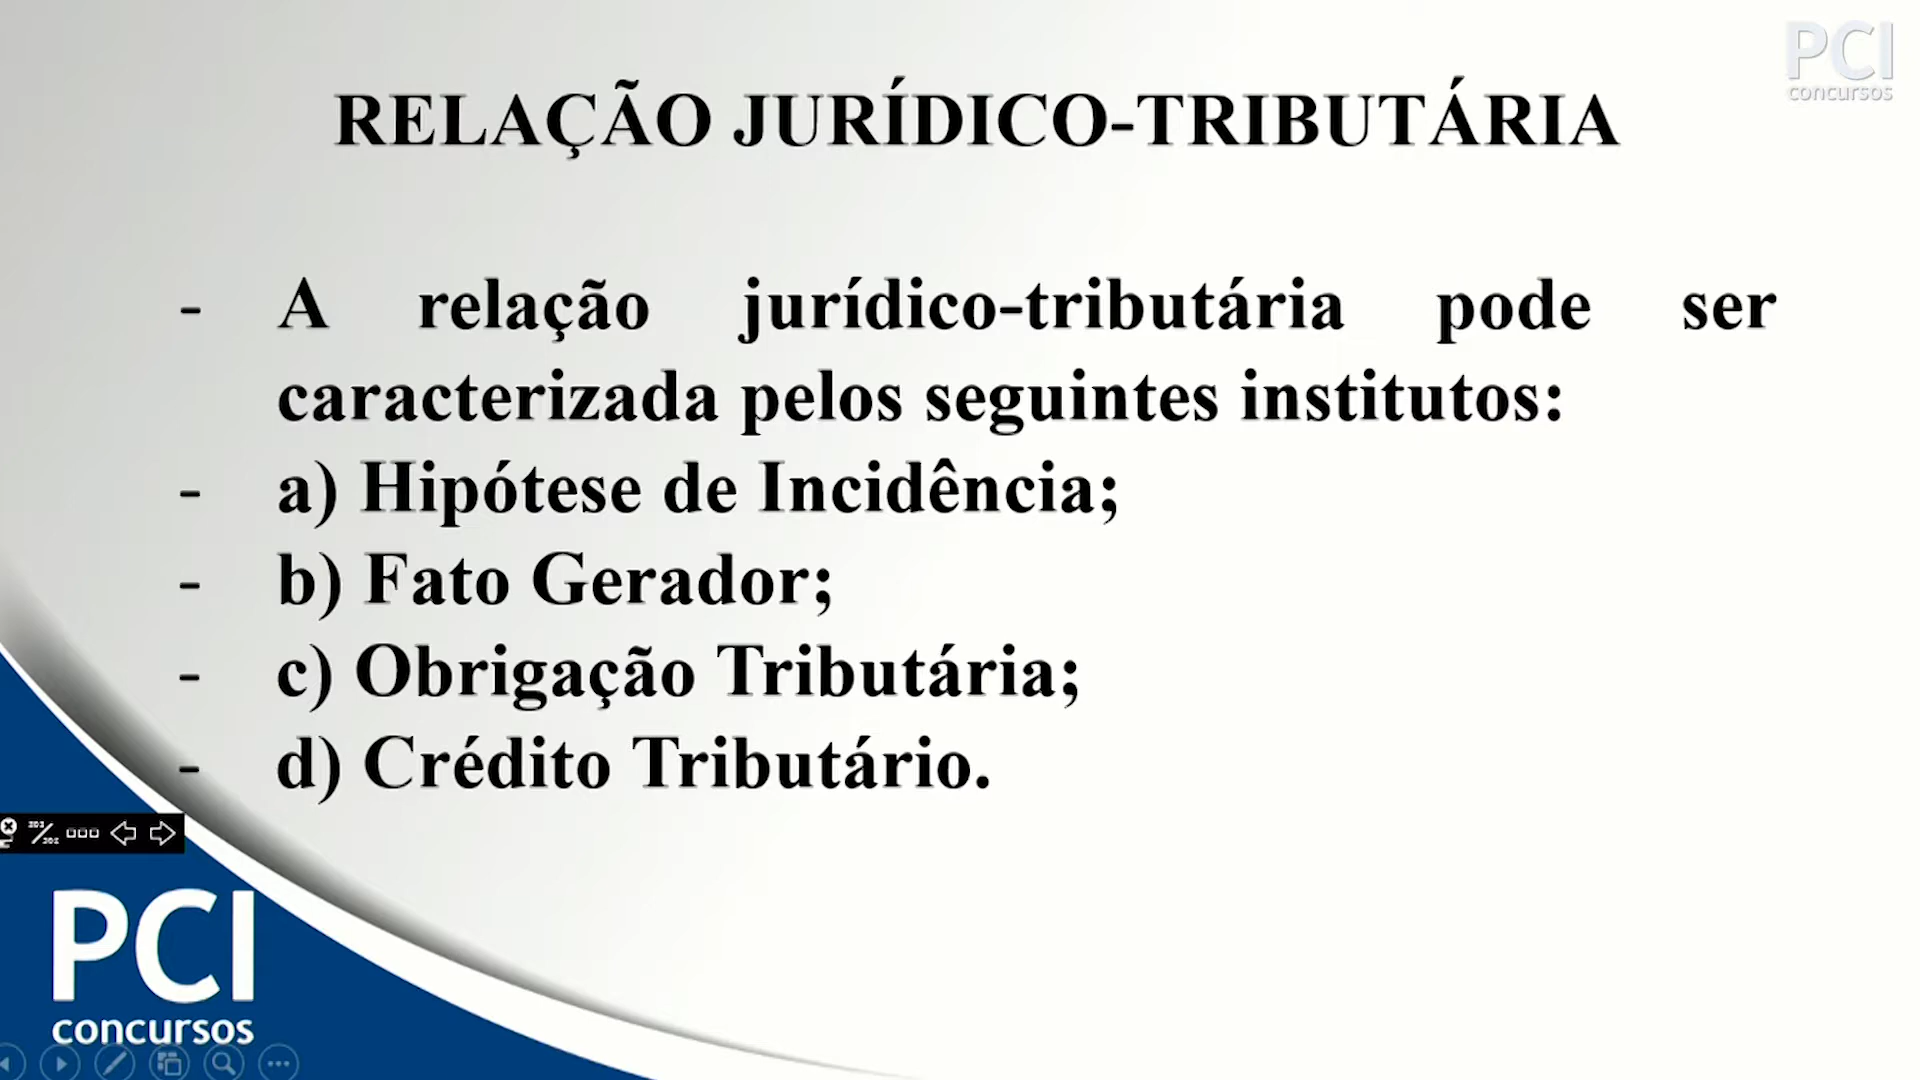 PCI
concursos
RELAÇÃO JURÍDICO-TRIBUTÁRIA
- A relação jurídico-tributária pode ser
caracterizada pelos seguintes institutos:
- a) Hipótese de Incidência;
- b) Fato Gerador;
- c) Obrigação Tributária;
- d) Crédito Tributário.
PCI
concursos